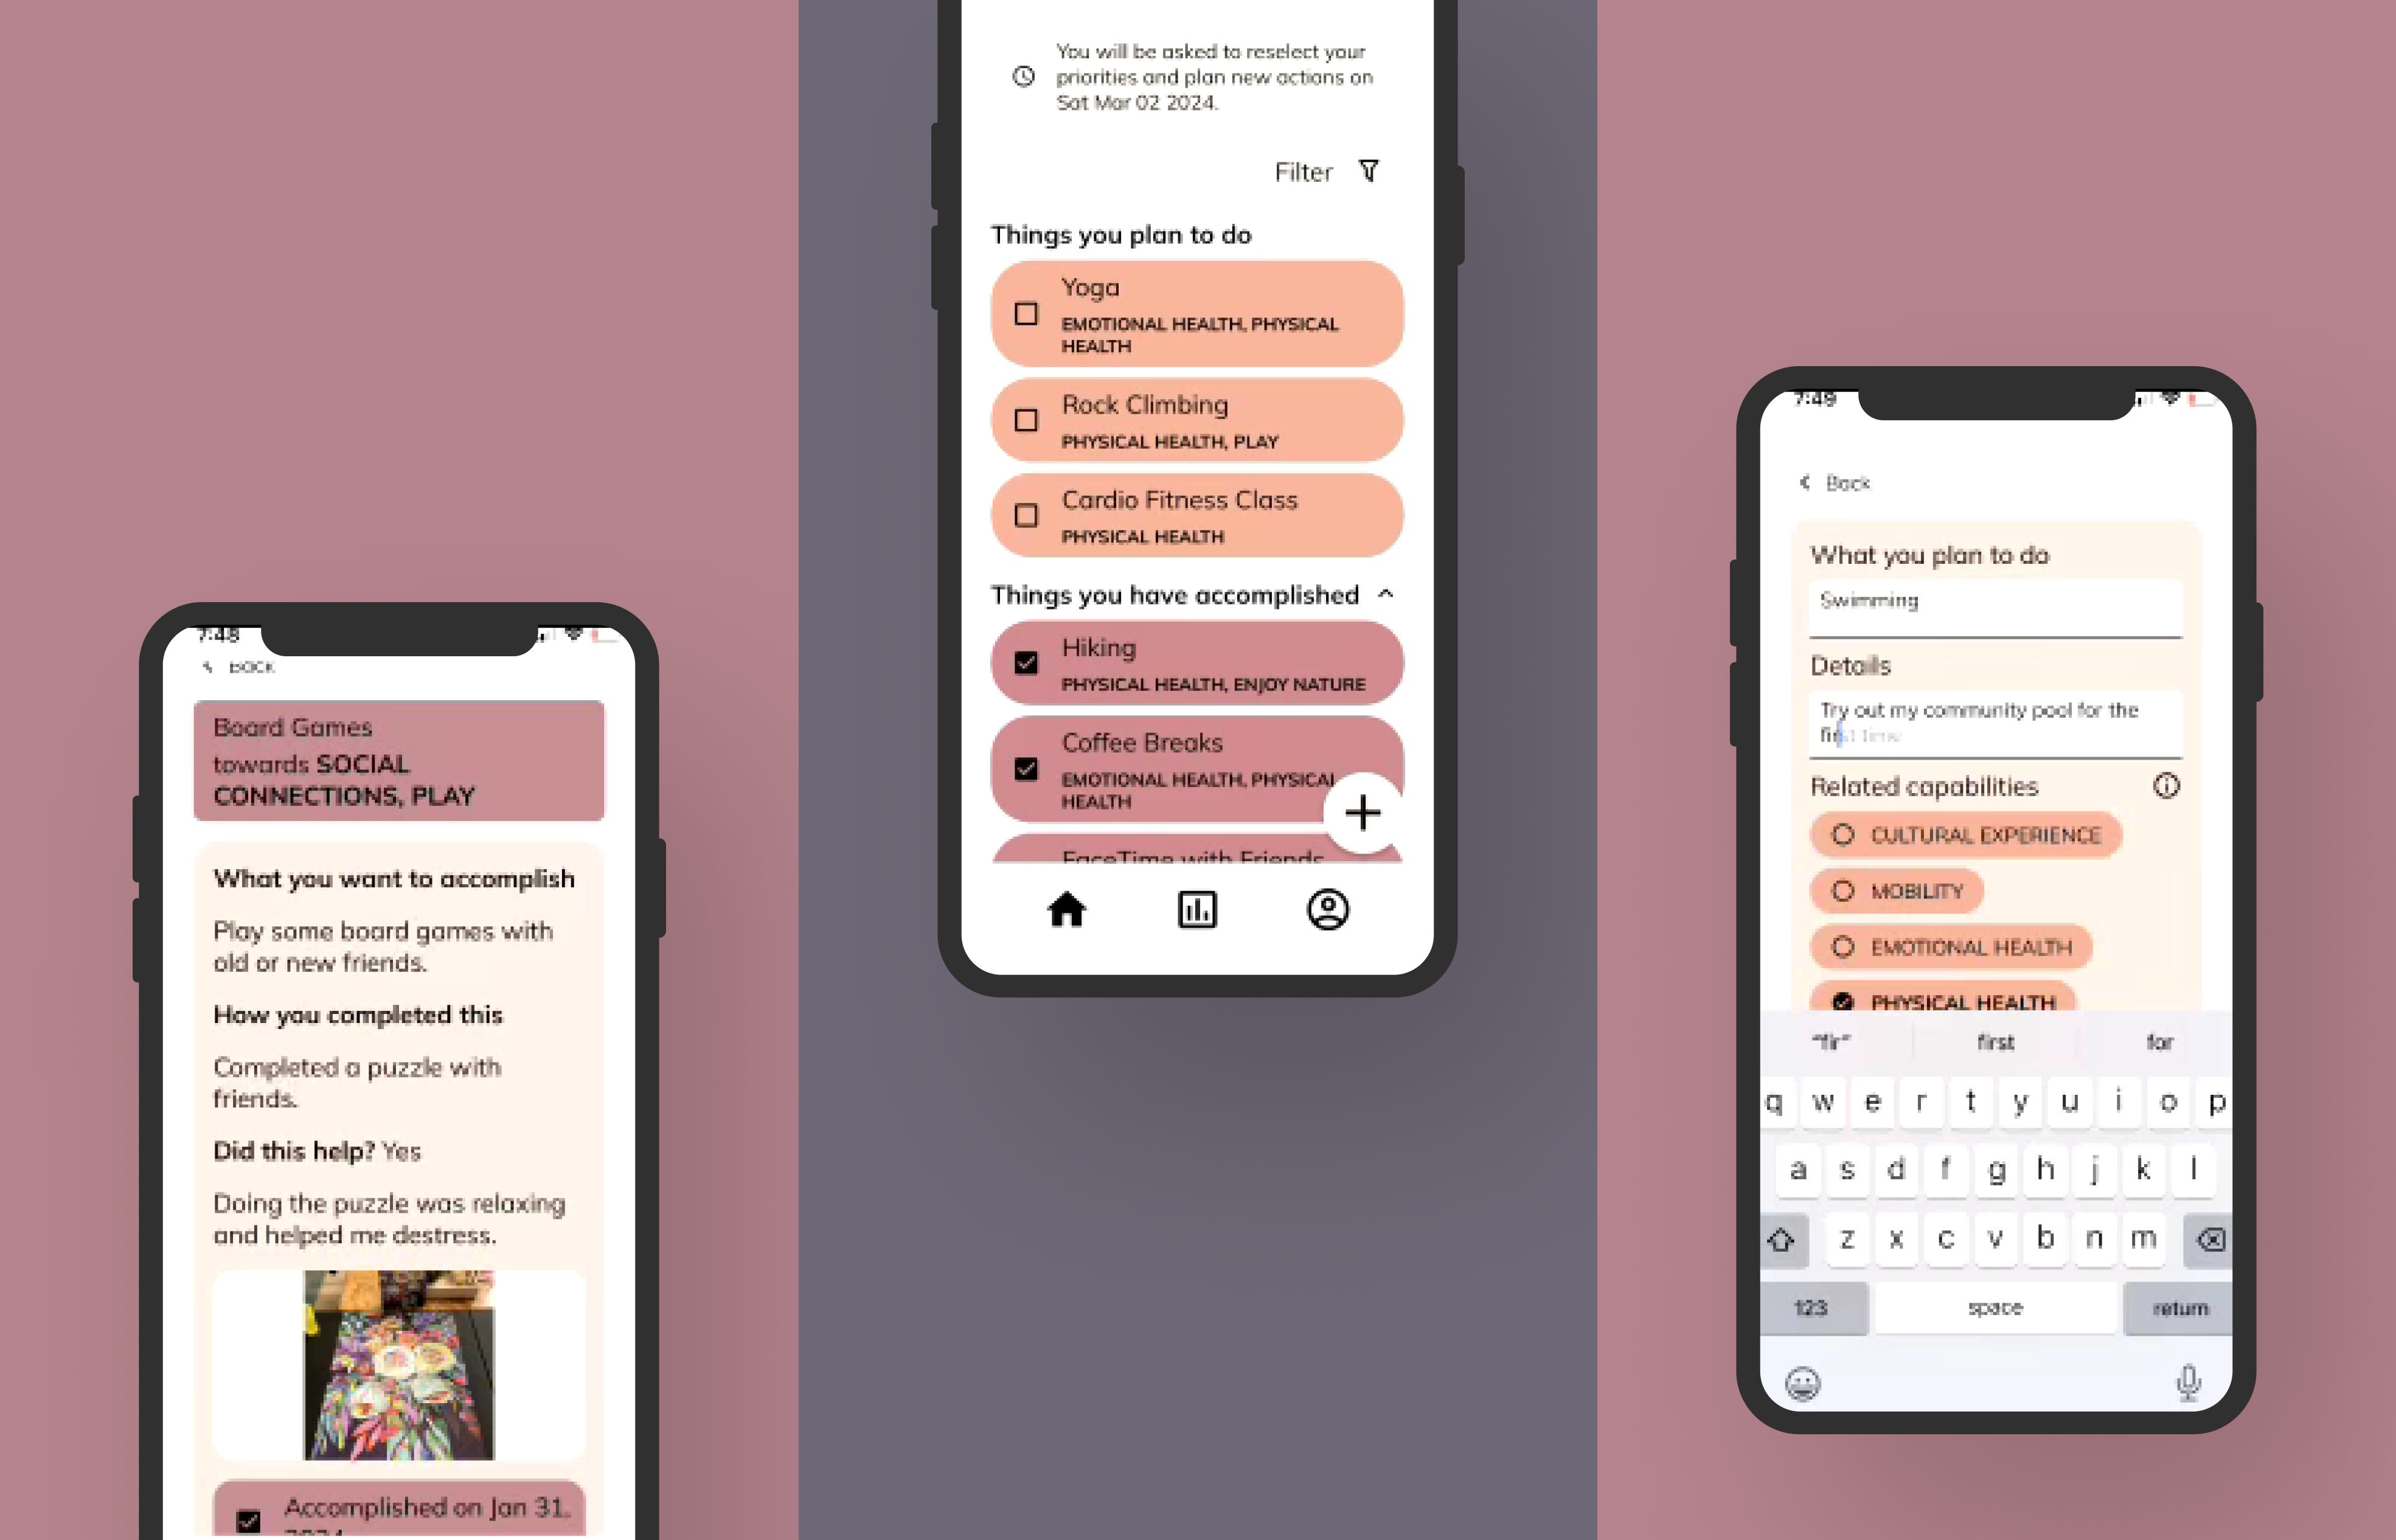 7:48
Back
Board Games
towards SOCIAL
CONNECTIONS, PLAY
What you want to accomplish
Play some board games with
old or new friends.
How you completed this
Completed a puzzle with
friends.
Did this help? Yes
Doing the puzzle was relaxing
and helped me destress.
Accomplished on Jan 31,
2024
You will be asked to reselect your
priorities and plan new actions on
Sat Mar 02 2024.
Filter
Things you plan to do
Yoga
EMOTIONAL HEALTH, PHYSICAL
HEALTH
Rock Climbing
PHYSICAL HEALTH, PLAY
Cardio Fitness Class
PHYSICAL HEALTH
Things you have accomplished
Hiking
PHYSICAL HEALTH, ENJOY NATURE
Coffee Breaks
EMOTIONAL HEALTH, PHYSICAL
HEALTH
FaceTime with Friends
7:49
Back
What you plan to do
Swimming
Details
Try out my community pool for the
first time
Related capabilities
CULTURAL EXPERIENCE
MOBILITY
EMOTIONAL HEALTH
PHYSICAL HEALTH
"fir" first for
q w e r t y u i o p
a s d f g h j k l
z x c v b n m
123 space return